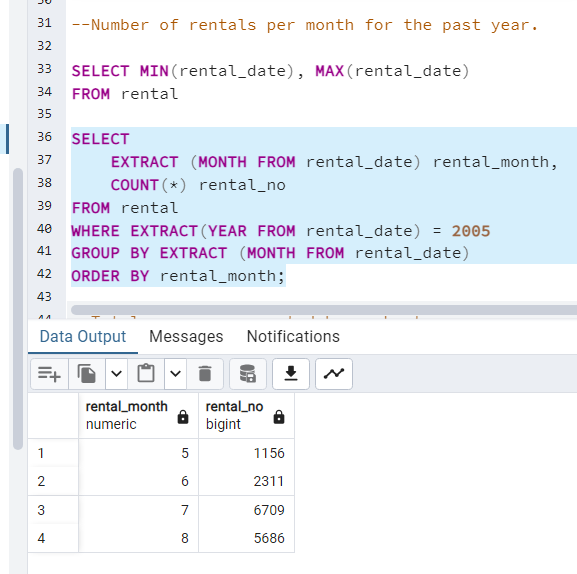 31 --Number of rentals per month for the past year.
32
33 SELECT MIN(rental_date), MAX(rental_date)
34 FROM rental
35
36 SELECT
37 EXTRACT (MONTH FROM rental_date) rental_month,
38 COUNT(*) rental_no
39 FROM rental
40 WHERE EXTRACT(YEAR FROM rental_date) = 2005
41 GROUP BY EXTRACT (MONTH FROM rental_date)
42 ORDER BY rental_month;
43
Data Output Messages Notifications
rental_month rental_no
numeric bigint
1 5 1156
2 6 2311
3 7 6709
4 8 5686